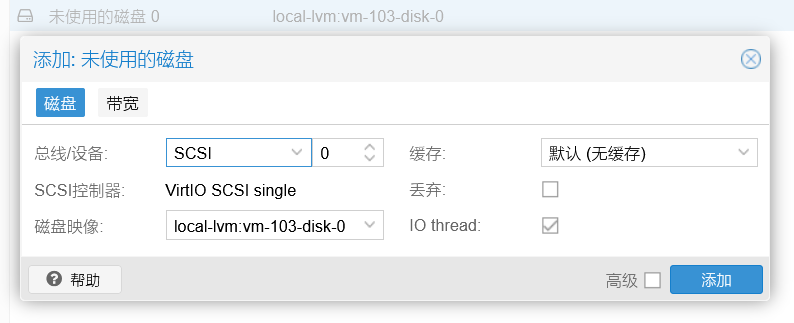 未使用的磁盘 0 local-lvm:vm-103-disk-0
添加: 未使用的磁盘
磁盘 带宽
总线/设备: SCSI 0 缓存: 默认 (无缓存)
SCSI控制器: VirtIO SCSI single 丢弃:
磁盘映像: local-lvm:vm-103-disk-0 IO thread:
帮助 高级 添加